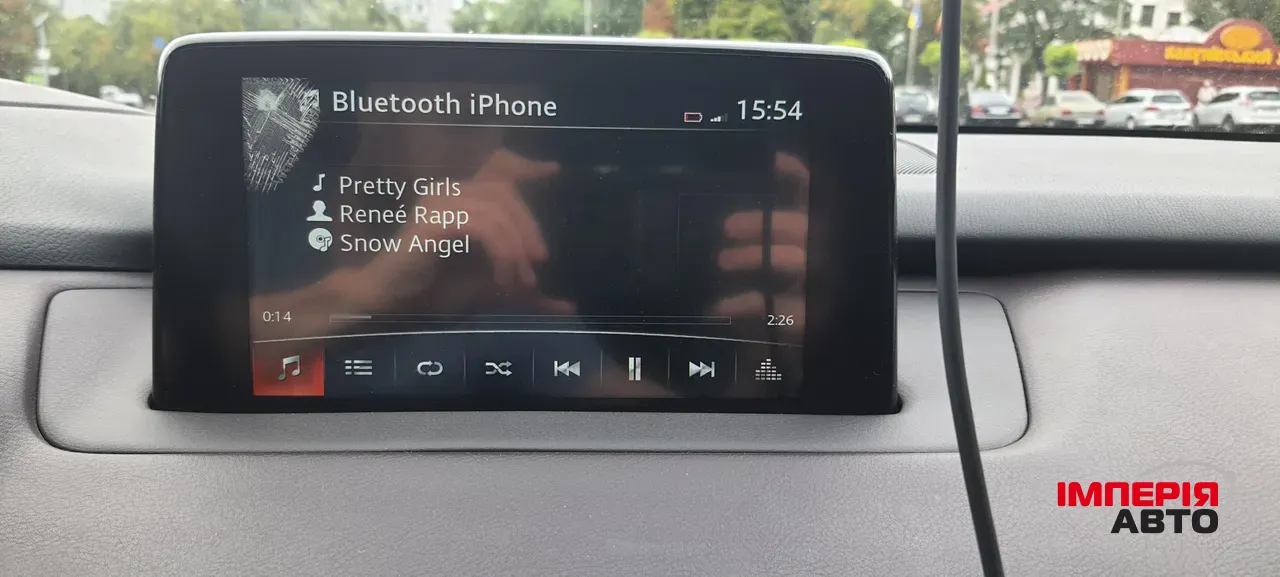 Bluetooth iPhone
15:54
Pretty Girls
Reneé Rapp
Snow Angel
0:14
2:26
ІМПЕРІЯ
АВТО